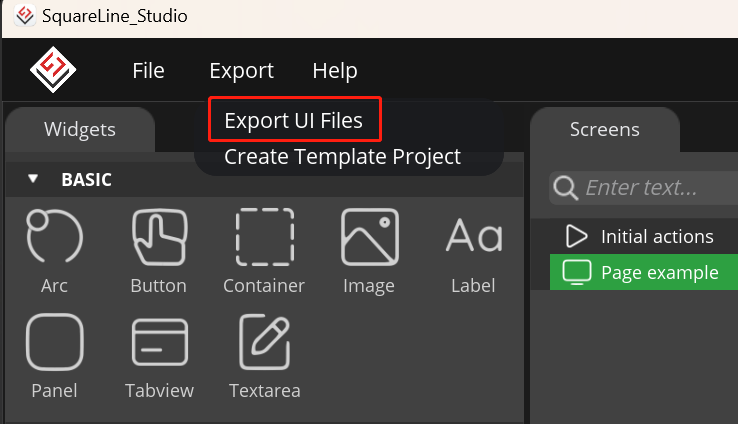 SquareLine_Studio
File Export Help
Export UI Files
Create Template Project
Widgets
Screens
BASIC
Enter text...
Initial actions
Page example
Arc Button Container Image Label
Panel Tabview Textarea
Aa